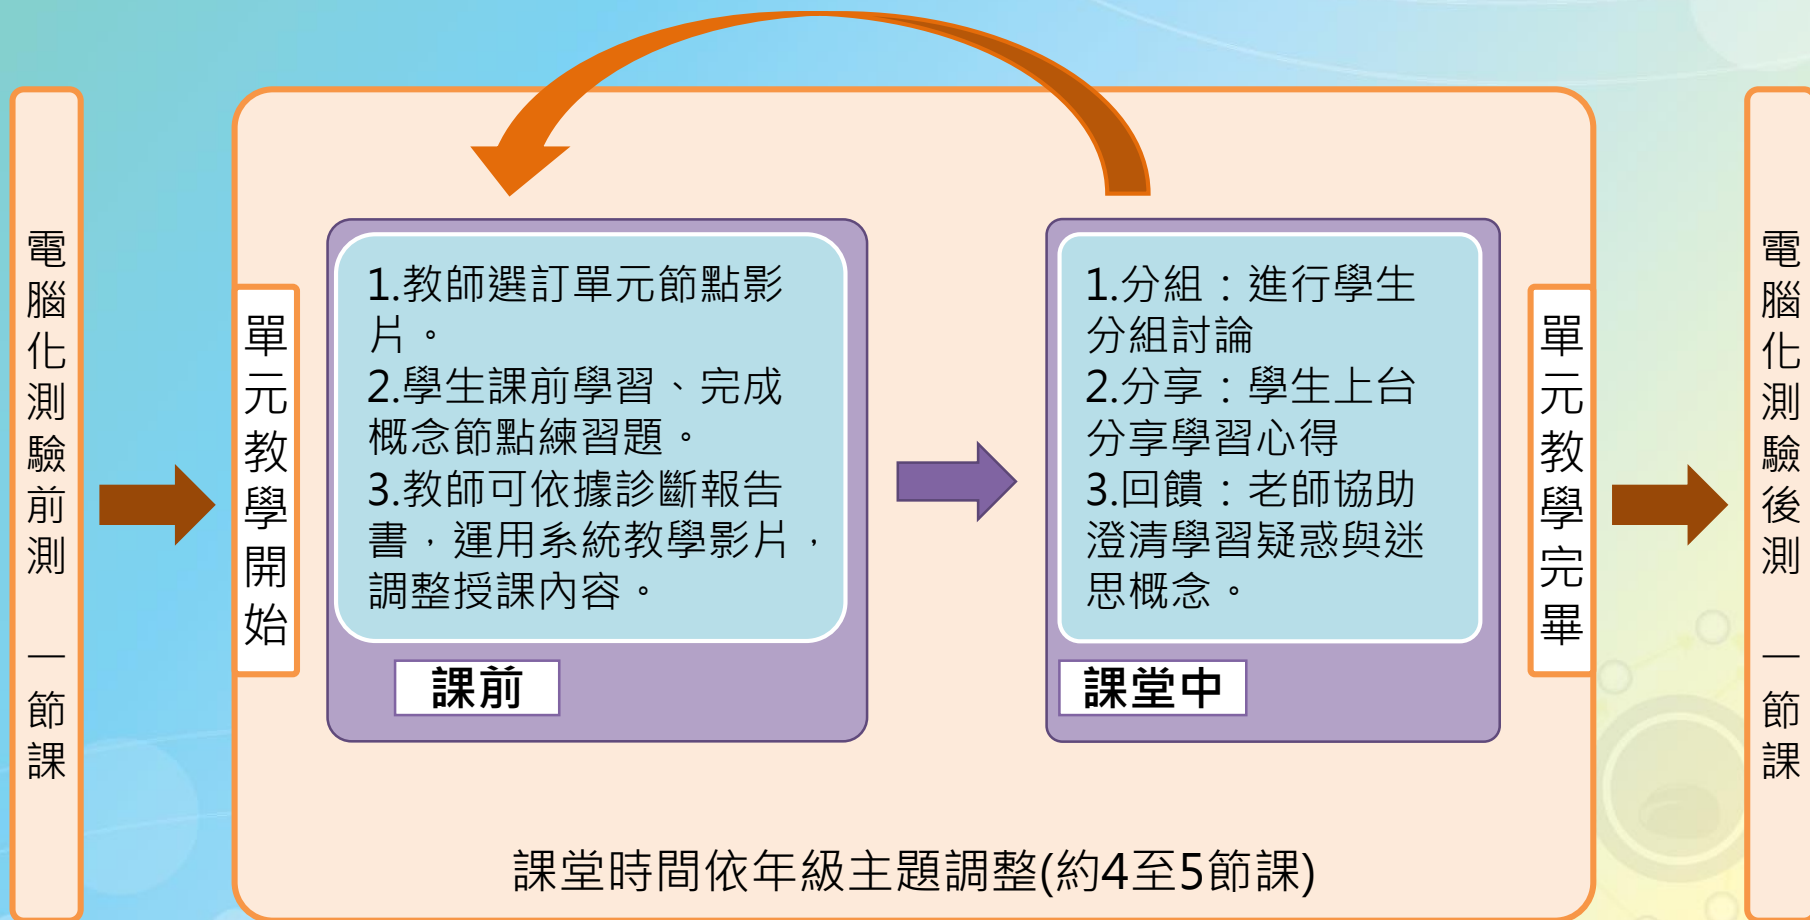 電腦化測驗前測 一節課
單元教學開始
1.教師選訂單元節點影
片。
2.學生課前學習、完成
概念節點練習題。
3.教師可依據診斷報告
書，運用系統教學影片，
調整授課內容。
課前
1.分組：進行學生
分組討論
2.分享：學生上台
分享學習心得
3.回饋：老師協助
澄清學習疑惑與迷
思概念。
課堂中
單元教學完畢
課堂時間依年級主題調整(約4至5節課)
電腦化測驗後測 一節課